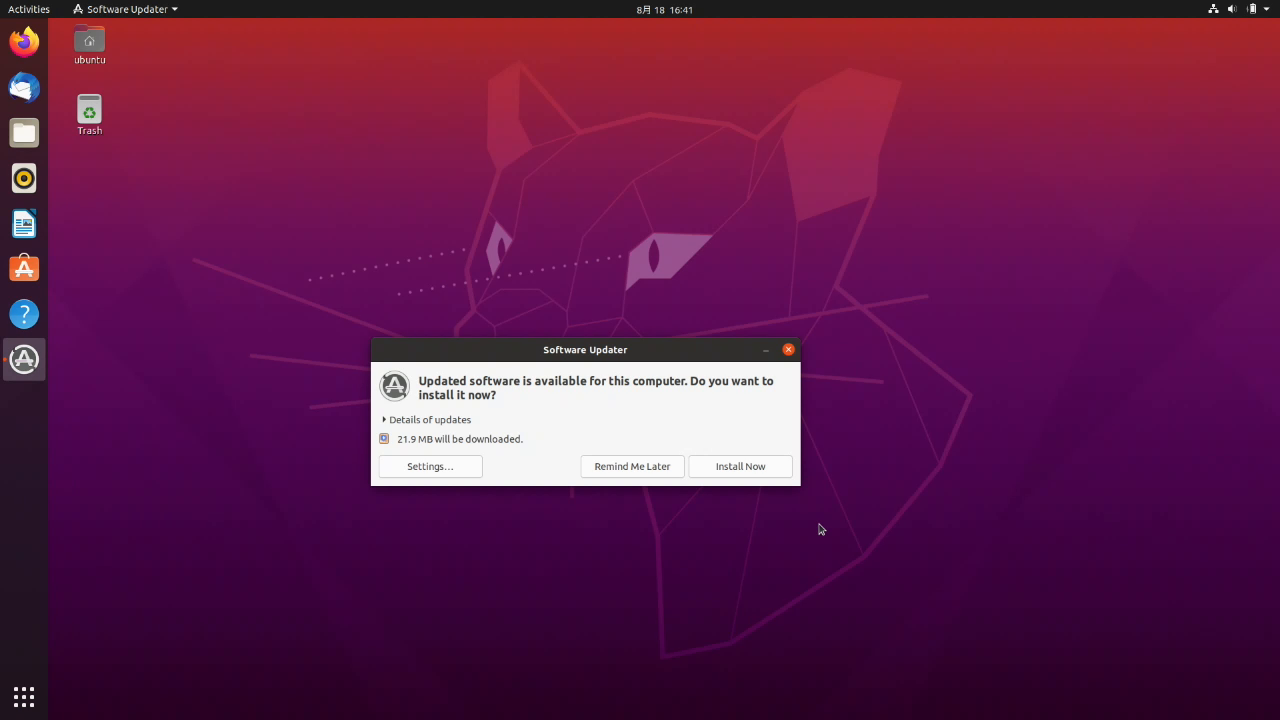 Activities
Software Updater
8月 18 16:41
ubuntu
Trash
Software Updater
Updated software is available for this computer. Do you want to
install it now?
Details of updates
21.9 MB will be downloaded.
Settings...
Remind Me Later
Install Now